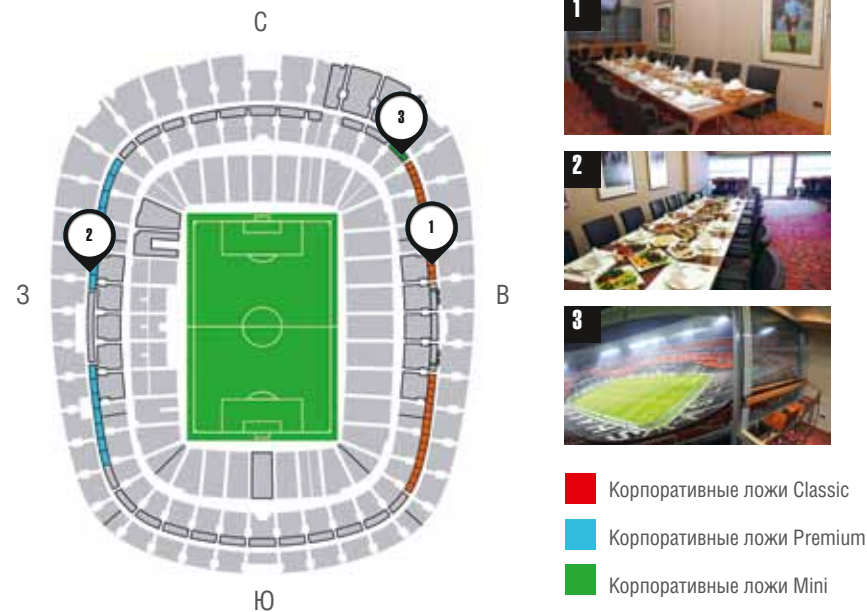 С
3
2
1
З
В
Ю
1
2
3
Корпоративные ложи Classic
Корпоративные ложи Premium
Корпоративные ложи Mini